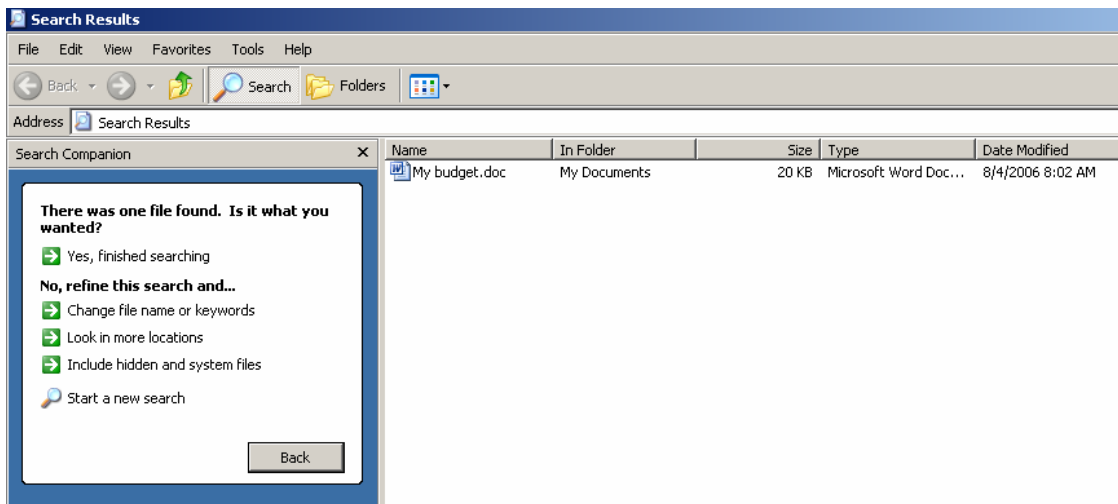 Search Results
File Edit View Favorites Tools Help
Back Search Folders
Address Search Results
Search Companion
Name In Folder Size Type Date Modified
My budget.doc My Documents 20 KB Microsoft Word Doc... 8/4/2006 8:02 AM
There was one file found. Is it what you
wanted?
Yes, finished searching
No, refine this search and...
Change file name or keywords
Look in more locations
Include hidden and system files
Start a new search
Back